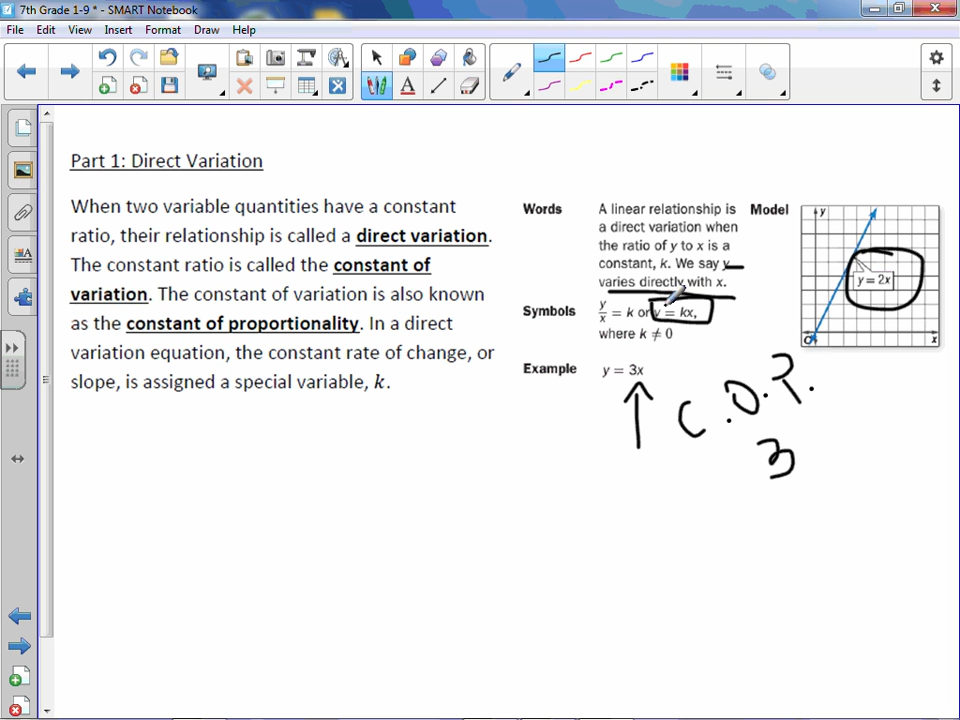 7th Grade 1-9 * - SMART Notebook
File Edit View Insert Format Draw Help
Part 1: Direct Variation
When two variable quantities have a constant
ratio, their relationship is called a direct variation.
The constant ratio is called the constant of
variation. The constant of variation is also known
as the constant of proportionality. In a direct
variation equation, the constant rate of change, or
slope, is assigned a special variable, k.
Words
A linear relationship is
a direct variation when
the ratio of y to x is a
constant, k. We say y
varies directly with x.
Symbols
y/x = k or y = kx,
where k ≠ 0
Example
y = 3x
Model
y
y = 2x
O
x
C.O.P.
3